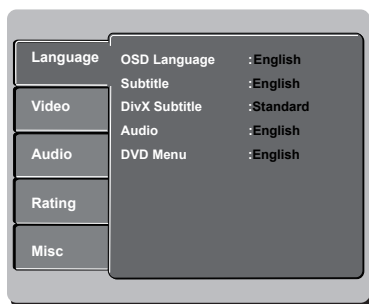 Language
Video
Audio
Rating
Misc
OSD Language :English
Subtitle :English
DivX Subtitle :Standard
Audio :English
DVD Menu :English